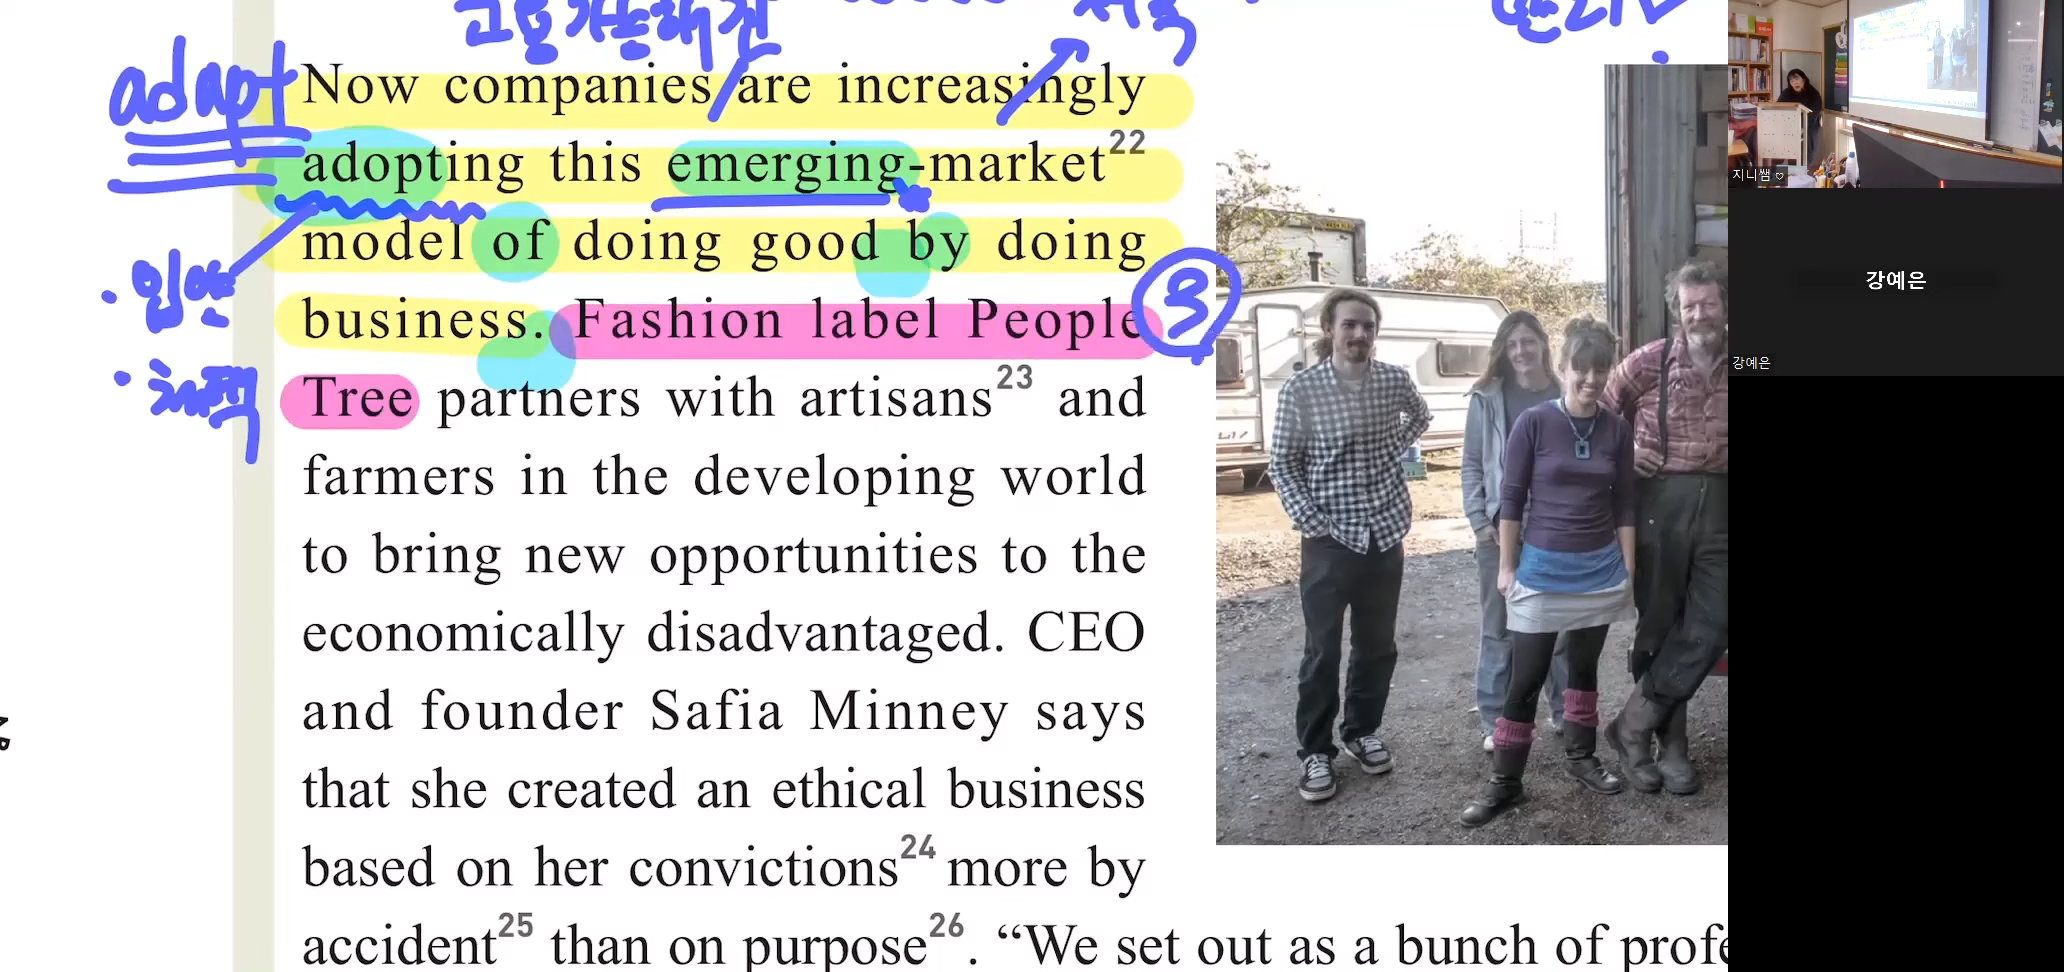 adapt
Now companies are increasingly
adopting this emerging-market22
model of doing good by doing
business. Fashion label People
③
· 입양
· 채택
Tree partners with artisans23 and
farmers in the developing world
to bring new opportunities to the
economically disadvantaged. CEO
and founder Safia Minney says
that she created an ethical business
based on her convictions24 more by
accident25 than on purpose26. “We set out as a bunch of profe
지니쌤♡
강예은
강예은